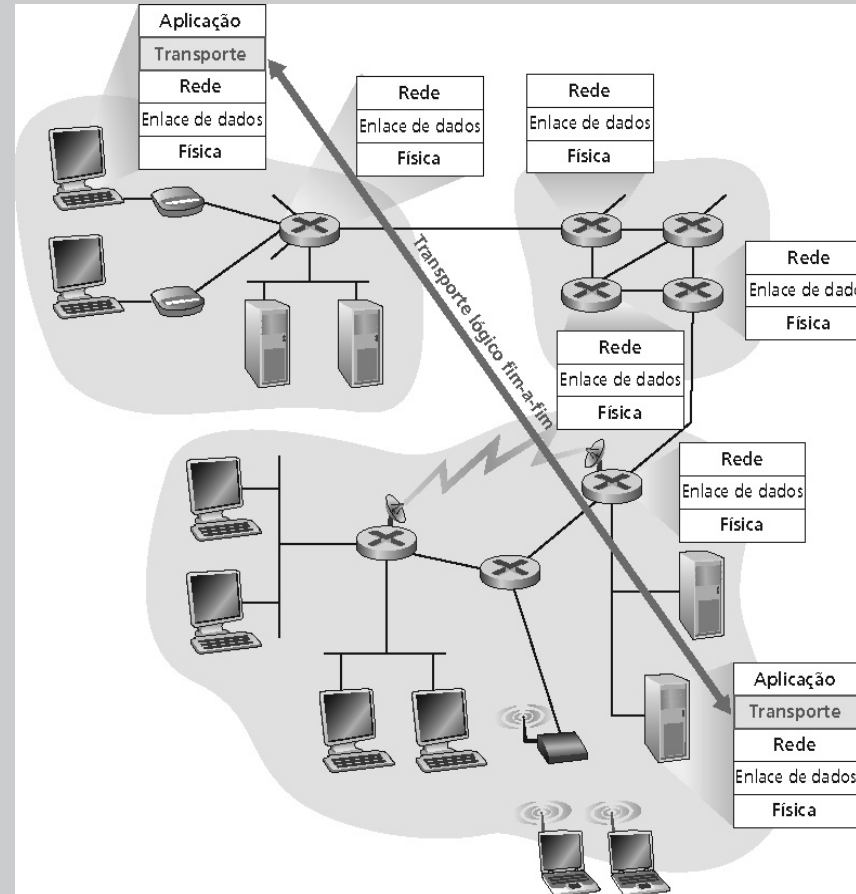 Aplicação
Transporte
Rede
Enlace de dados
Física
Rede
Enlace de dados
Física
Rede
Enlace de dados
Física
Rede
Enlace de dado
Física
Transporte lógico fim-a-fim
Rede
Enlace de dados
Física
Rede
Enlace de dados
Física
Aplicação
Transporte
Rede
Enlace de dados
Física